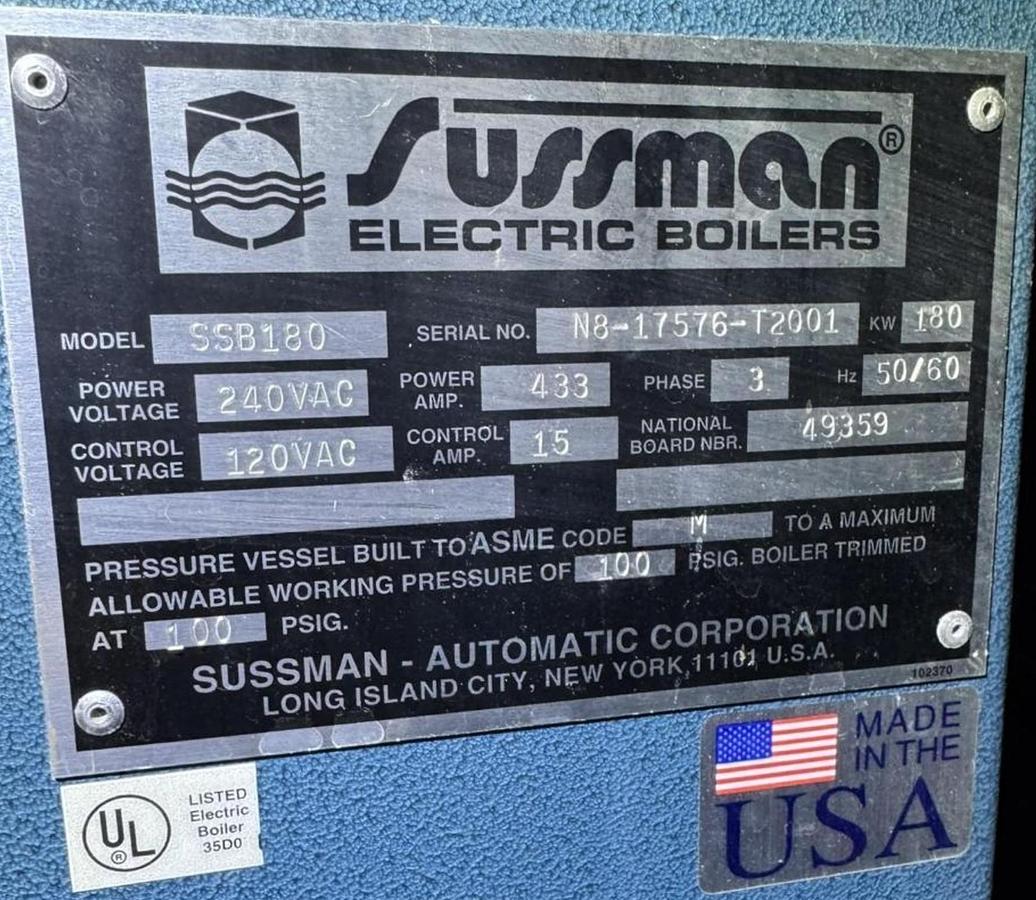 Sussman®
ELECTRIC BOILERS
MODEL SSB180 SERIAL NO. N8-17576-T2001 KW 180
POWER VOLTAGE 240VAC POWER AMP. 433 PHASE 3 Hz 50/60
CONTROL VOLTAGE 120VAC CONTROL AMP. 15 NATIONAL BOARD NBR. 49359
PRESSURE VESSEL BUILT TO ASME CODE M TO A MAXIMUM
ALLOWABLE WORKING PRESSURE OF 100 PSIG. BOILER TRIMMED
AT 100 PSIG.
SUSSMAN - AUTOMATIC CORPORATION
LONG ISLAND CITY, NEW YORK, 11101 U.S.A.
102370
UL®
LISTED
Electric
Boiler
35D0
MADE
IN THE
USA